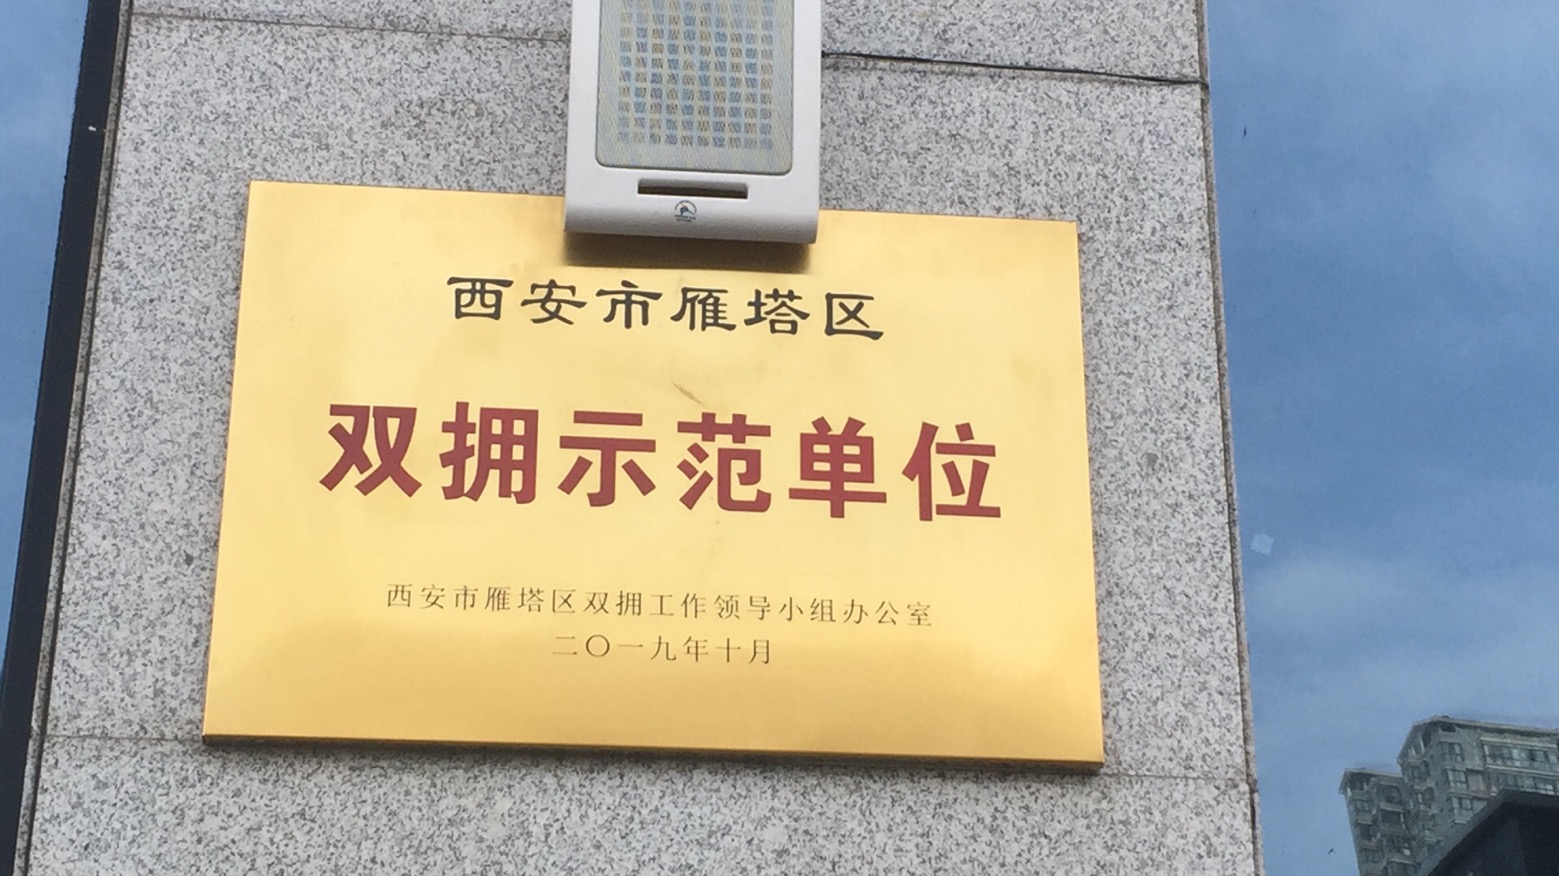 西安市雁塔区
双拥示范单位
西安市雁塔区双拥工作领导小组办公室
二〇一九年十月